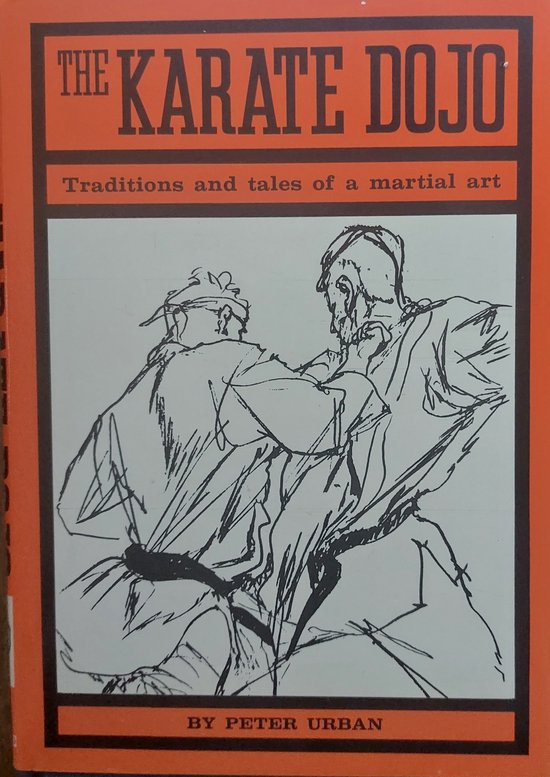 THE KARATE DOJO
Traditions and tales of a martial art
BY PETER URBAN